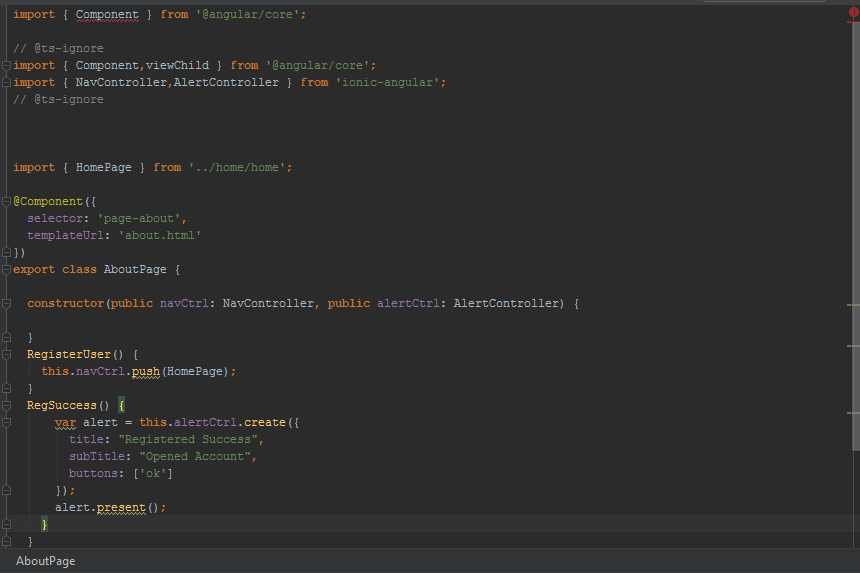 import { Component } from '@angular/core';
// @ts-ignore
import { Component,viewChild } from '@angular/core';
import { NavController,AlertController } from 'ionic-angular';
// @ts-ignore
import { HomePage } from '../home/home';
@Component({
selector: 'page-about',
templateUrl: 'about.html'
})
export class AboutPage {
constructor(public navCtrl: NavController, public alertCtrl: AlertController) {
}
RegisterUser() {
this.navCtrl.push(HomePage);
}
RegSuccess() {
var alert = this.alertCtrl.create({
title: "Registered Success",
subTitle: "Opened Account",
buttons: ['ok']
});
alert.present();
}
}
AboutPage